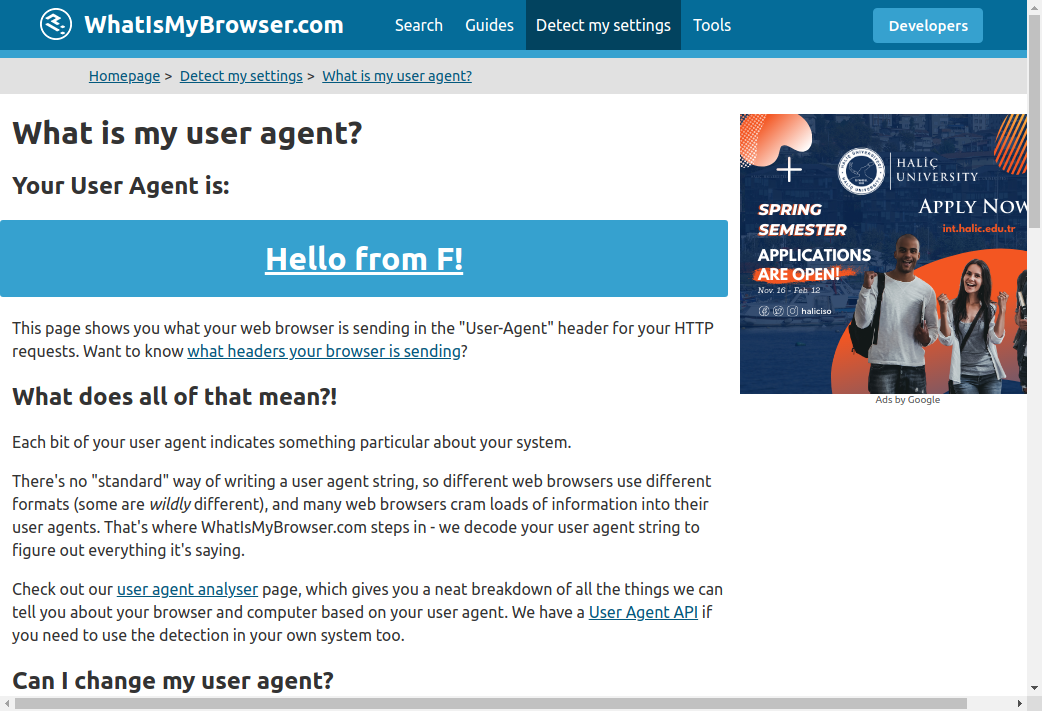 WhatIsMyBrowser.com
Search Guides Detect my settings Tools Developers
Homepage > Detect my settings > What is my user agent?
What is my user agent?
Your User Agent is:
Hello from F!
This page shows you what your web browser is sending in the "User-Agent" header for your HTTP
requests. Want to know what headers your browser is sending?
What does all of that mean?!
Each bit of your user agent indicates something particular about your system.
There's no "standard" way of writing a user agent string, so different web browsers use different
formats (some are wildly different), and many web browsers cram loads of information into their
user agents. That's where WhatIsMyBrowser.com steps in - we decode your user agent string to
figure out everything it's saying.
Check out our user agent analyser page, which gives you a neat breakdown of all the things we can
tell you about your browser and computer based on your user agent. We have a User Agent API if
you need to use the detection in your own system too.
Can I change my user agent?
HALİÇ
UNIVERSITY
APPLY NOW
int.halic.edu.tr
SPRING
SEMESTER
APPLICATIONS
ARE OPEN!
Nov. 16 - Feb. 12
haliciso
Ads by Google